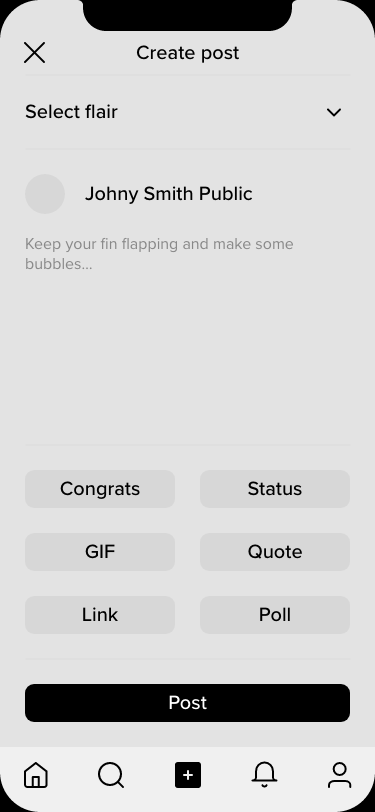 Create post
Select flair
Johny Smith Public
Keep your fin flapping and make some
bubbles...
Congrats
Status
GIF
Quote
Link
Poll
Post